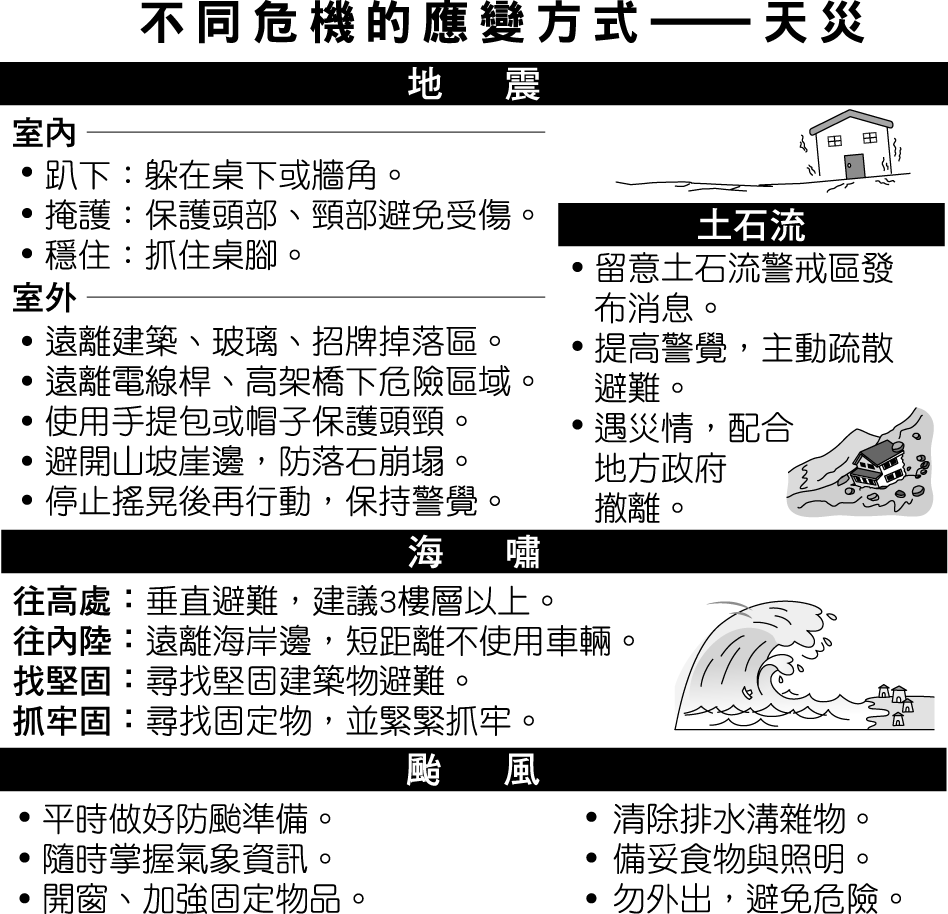 不同危機的應變方式——天災
地震
室內
• 趴下：躲在桌下或牆角。
• 掩護：保護頭部、頸部避免受傷。
• 穩住：抓住桌腳。
室外
• 遠離建築、玻璃、招牌掉落區。
• 遠離電線桿、高架橋下危險區域。
• 使用手提包或帽子保護頭頸。
• 避開山坡崖邊，防落石崩塌。
• 停止搖晃後再行動，保持警覺。
土石流
• 留意土石流警戒區發
布消息。
• 提高警覺，主動疏散
避難。
• 遇災情，配合
地方政府
撤離。
海嘯
往高處：垂直避難，建議3樓層以上。
往內陸：遠離海岸邊，短距離不使用車輛。
找堅固：尋找堅固建築物避難。
抓牢固：尋找固定物，並緊緊抓牢。
颱風
• 平時做好防颱準備。
• 隨時掌握氣象資訊。
• 開窗、加強固定物品。
• 清除排水溝雜物。
• 備妥食物與照明。
• 勿外出，避免危險。